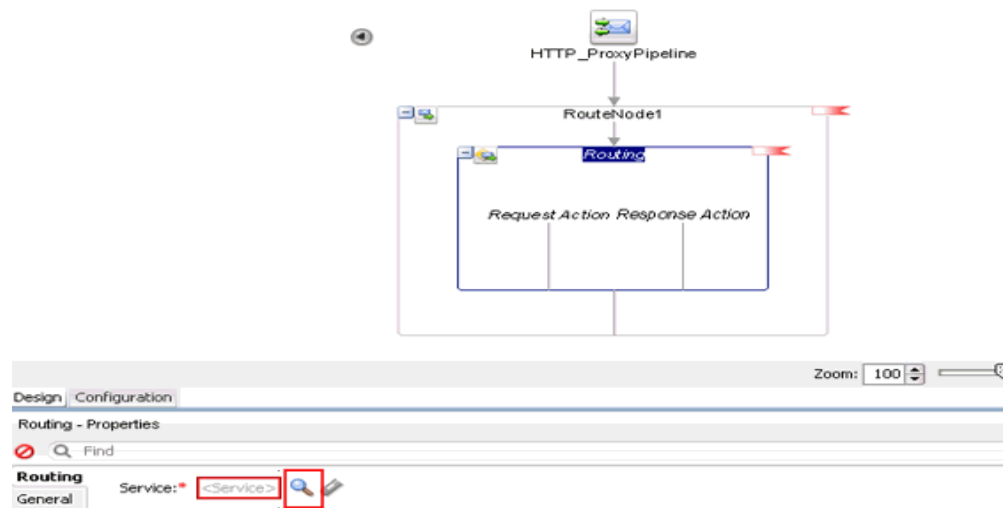 HTTP_ProxyPipeline
RouteNode1
Routing
Request Action Response Action
Zoom: 100
Design Configuration
Routing - Properties
Find
Routing
Service:* <Service>
General